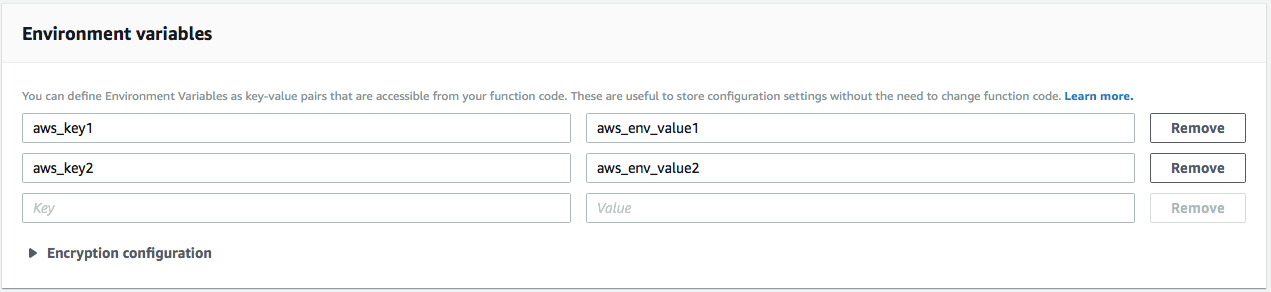 Environment variables
You can define Environment Variables as key-value pairs that are accessible from your function code. These are useful to store configuration settings without the need to change function code. Learn more.
aws_key1 aws_env_value1 Remove
aws_key2 aws_env_value2 Remove
Key Value Remove
Encryption configuration